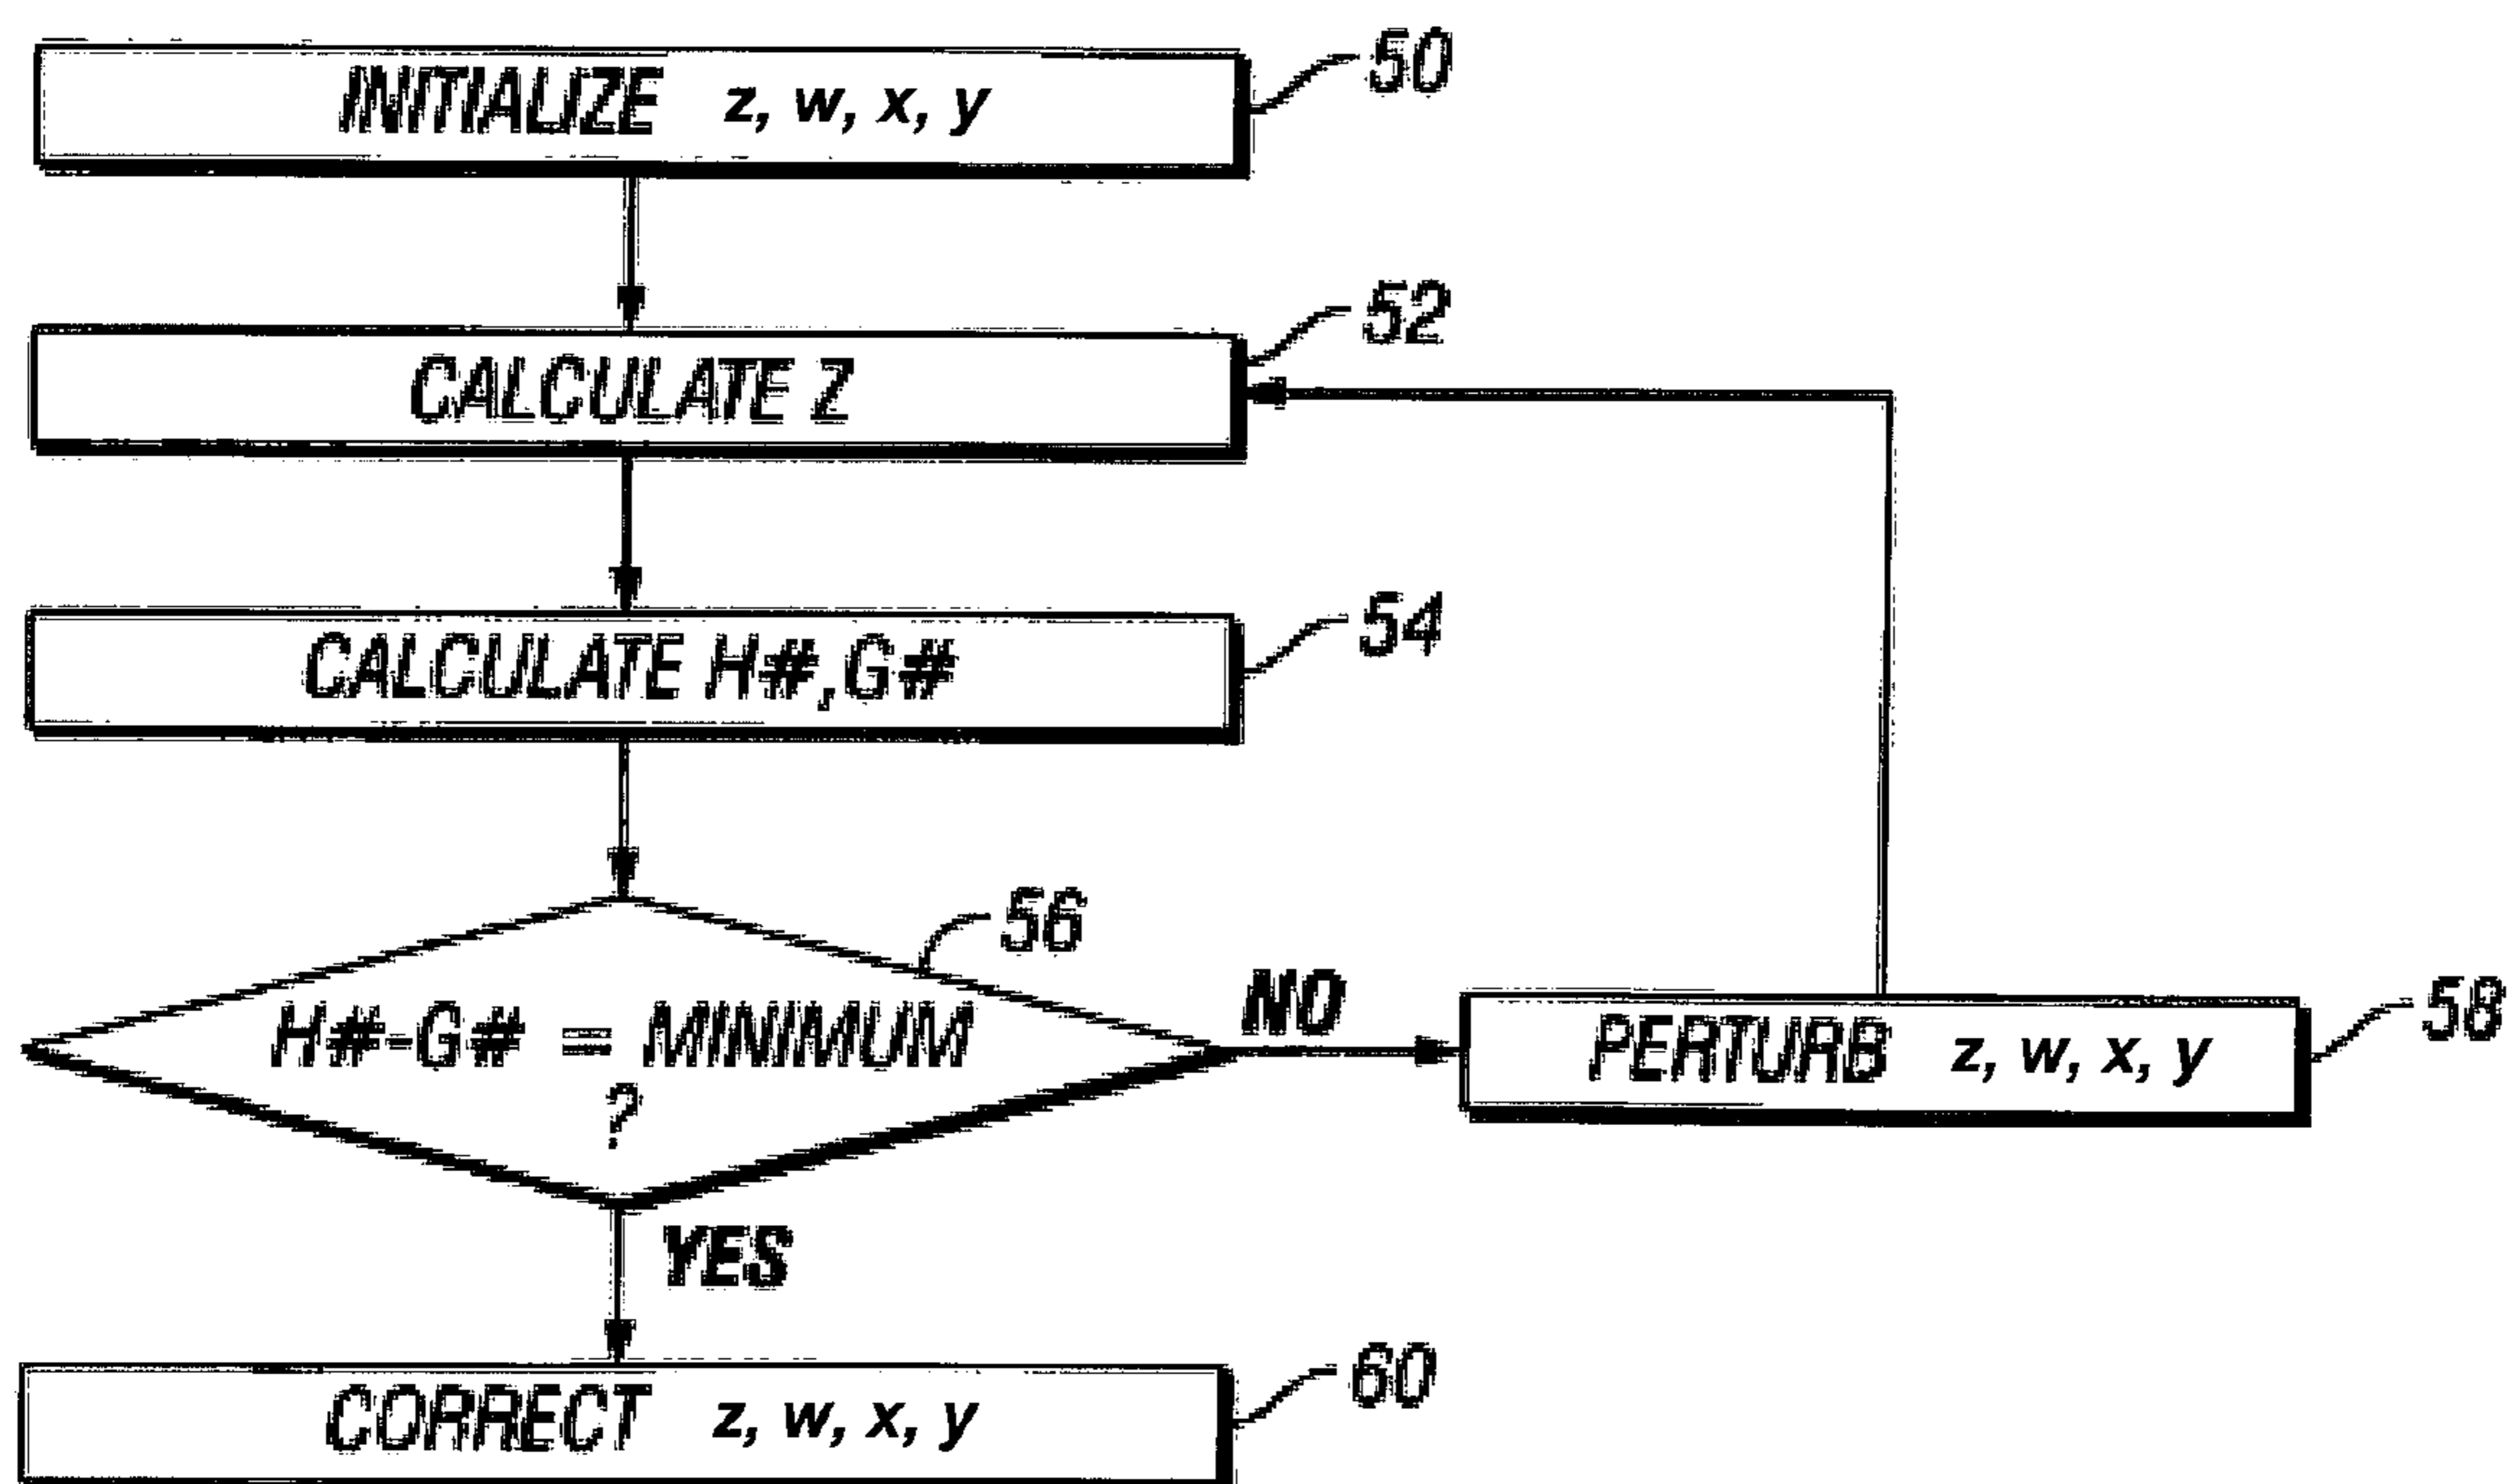 INITIALIZE z, w, x, y
50
CALCULATE Z
52
CALCULATE H#,G#
54
56
H#-G# = MINIMUM
?
NO
PERTURB z, w, x, y
58
YES
CORRECT z, w, x, y
60